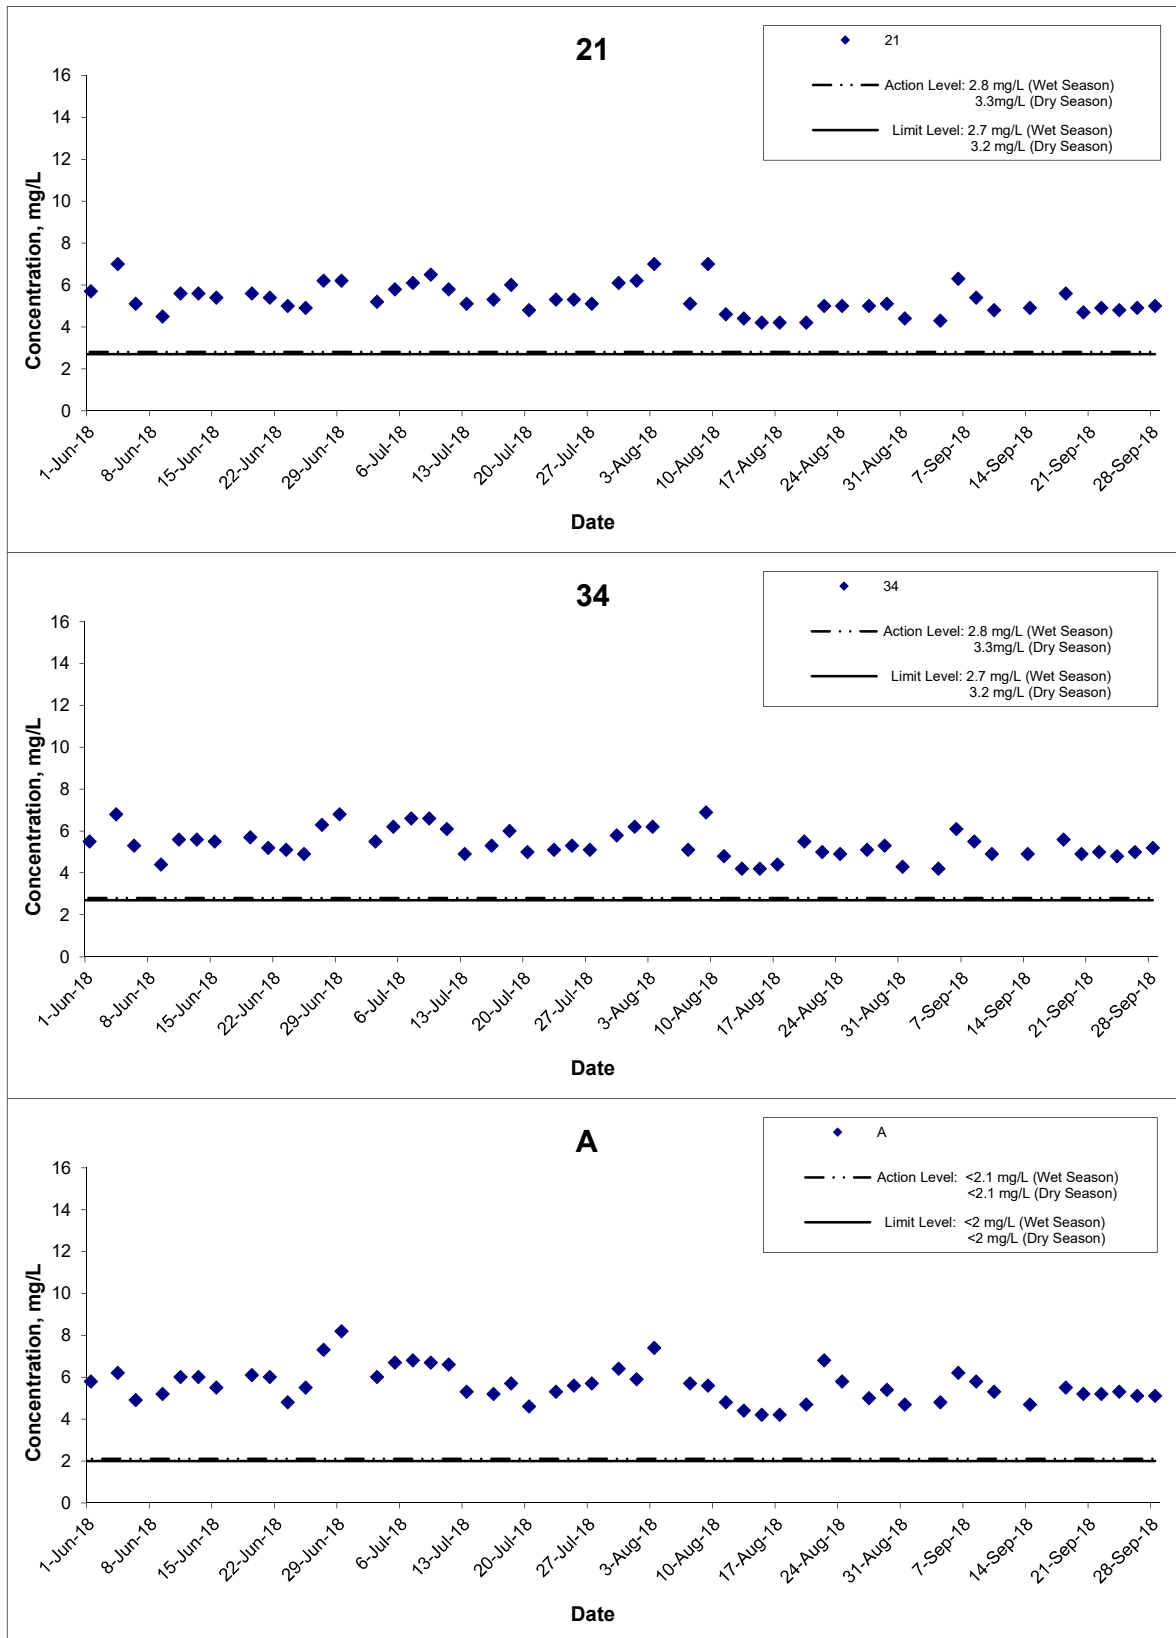 21
21
Action Level: 2.8 mg/L (Wet Season)
3.3mg/L (Dry Season)
Limit Level: 2.7 mg/L (Wet Season)
3.2 mg/L (Dry Season)
Concentration, mg/L
16
14
12
10
8
6
4
2
0
1-Jun-18
8-Jun-18
15-Jun-18
22-Jun-18
29-Jun-18
6-Jul-18
13-Jul-18
20-Jul-18
27-Jul-18
3-Aug-18
10-Aug-18
17-Aug-18
24-Aug-18
31-Aug-18
7-Sep-18
14-Sep-18
21-Sep-18
28-Sep-18
Date
34
34
Action Level: 2.8 mg/L (Wet Season)
3.3mg/L (Dry Season)
Limit Level: 2.7 mg/L (Wet Season)
3.2 mg/L (Dry Season)
Concentration, mg/L
16
14
12
10
8
6
4
2
0
1-Jun-18
8-Jun-18
15-Jun-18
22-Jun-18
29-Jun-18
6-Jul-18
13-Jul-18
20-Jul-18
27-Jul-18
3-Aug-18
10-Aug-18
17-Aug-18
24-Aug-18
31-Aug-18
7-Sep-18
14-Sep-18
21-Sep-18
28-Sep-18
Date
A
A
Action Level: <2.1 mg/L (Wet Season)
<2.1 mg/L (Dry Season)
Limit Level: <2 mg/L (Wet Season)
<2 mg/L (Dry Season)
Concentration, mg/L
16
14
12
10
8
6
4
2
0
1-Jun-18
8-Jun-18
15-Jun-18
22-Jun-18
29-Jun-18
6-Jul-18
13-Jul-18
20-Jul-18
27-Jul-18
3-Aug-18
10-Aug-18
17-Aug-18
24-Aug-18
31-Aug-18
7-Sep-18
14-Sep-18
21-Sep-18
28-Sep-18
Date